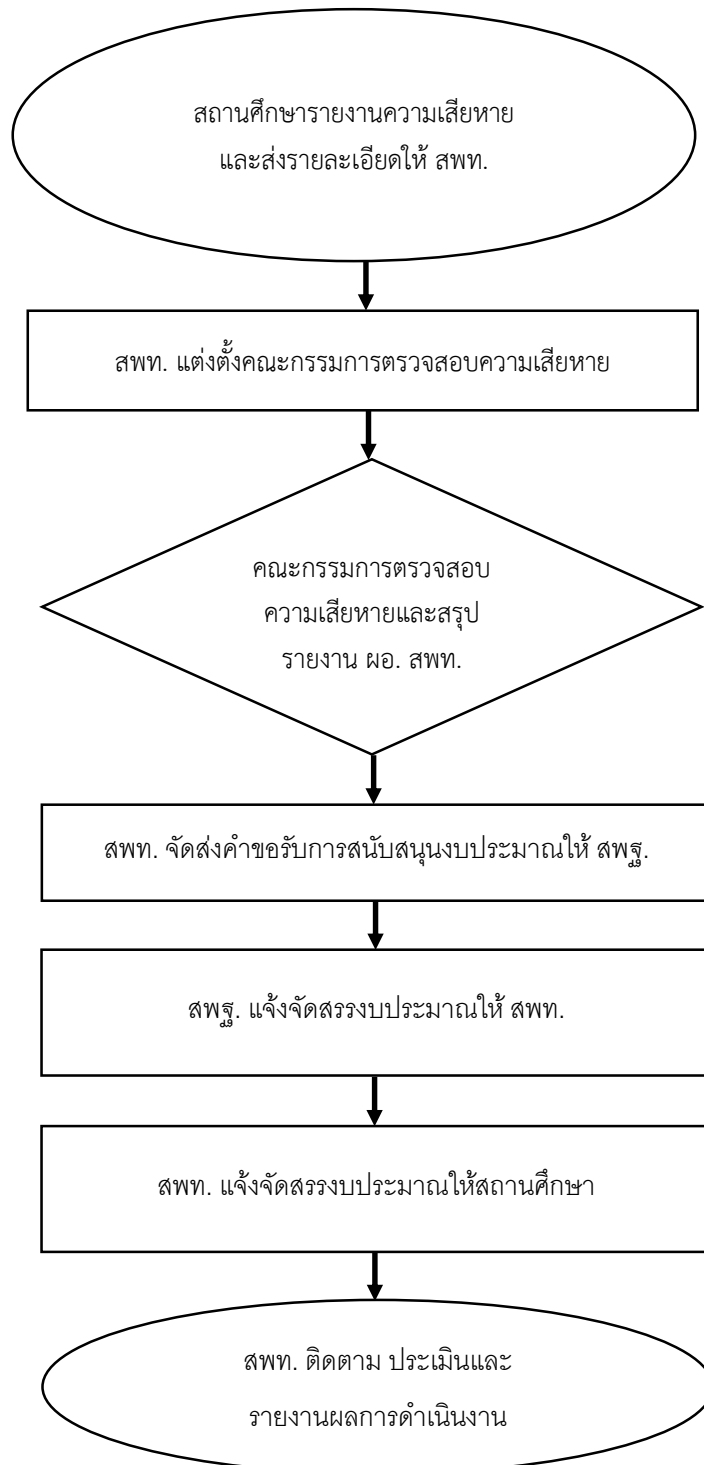 สถานศึกษารายงานความเสียหาย
และส่งรายละเอียดให้ สพท.
สพท. แต่งตั้งคณะกรรมการตรวจสอบความเสียหาย
คณะกรรมการตรวจสอบ
ความเสียหายและสรุป
รายงาน ผอ. สพท.
สพท. จัดส่งคำขอรับการสนับสนุนงบประมาณให้ สพฐ.
สพฐ. แจ้งจัดสรรงบประมาณให้ สพท.
สพท. แจ้งจัดสรรงบประมาณให้สถานศึกษา
สพท. ติดตาม ประเมินและ
รายงานผลการดำเนินงาน